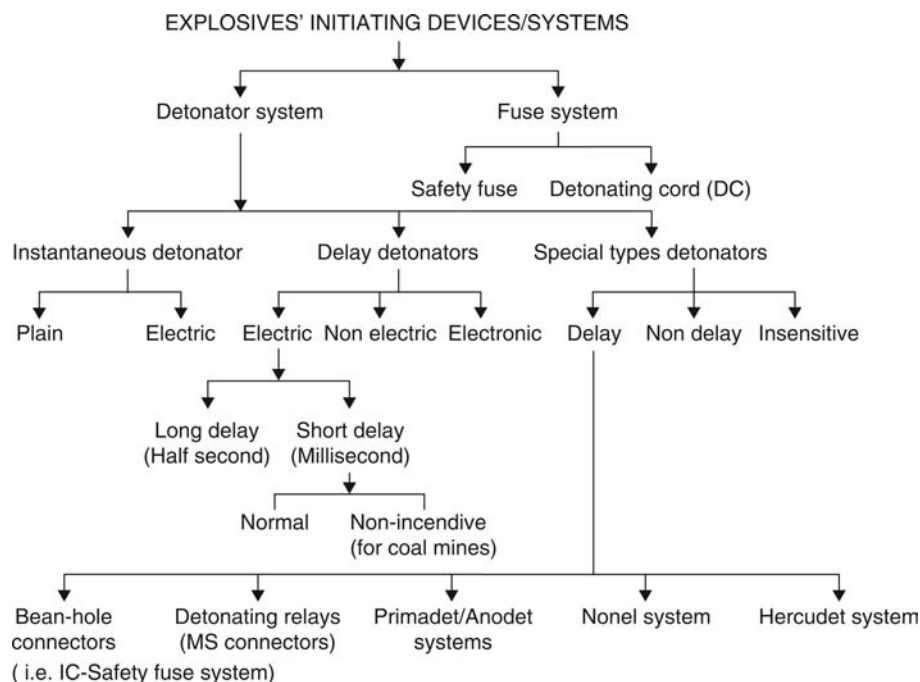 EXPLOSIVES' INITIATING DEVICES/SYSTEMS
Detonator system
Fuse system
Safety fuse
Detonating cord (DC)
Instantaneous detonator
Delay detonators
Special types detonators
Plain
Electric
Electric
Non electric
Electronic
Delay
Non delay
Insensitive
Long delay
(Half second)
Short delay
(Millisecond)
Normal
Non-incendive
(for coal mines)
Bean-hole
connectors
( i.e. IC-Safety fuse system)
Detonating relays
(MS connectors)
Primadet/Anodet
systems
Nonel system
Hercudet system